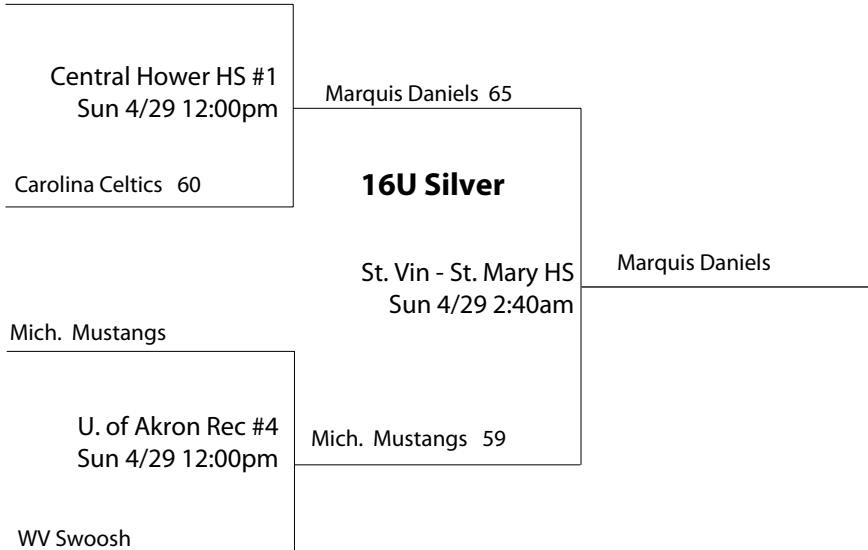 Central Hower HS #1
Sun 4/29 12:00pm
Marquis Daniels 65
Carolina Celtics 60
16U Silver
St. Vin - St. Mary HS
Sun 4/29 2:40am
Marquis Daniels
Mich. Mustangs
U. of Akron Rec #4
Sun 4/29 12:00pm
Mich. Mustangs 59
WV Swoosh